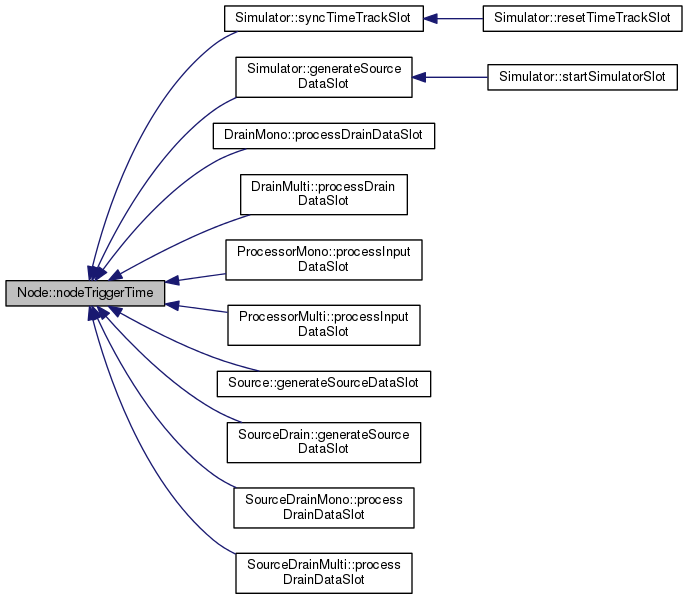 Simulator::syncTimeTrackSlot
Simulator::resetTimeTrackSlot
Simulator::generateSource
DataSlot
Simulator::startSimulatorSlot
DrainMono::processDrainDataSlot
DrainMulti::processDrain
DataSlot
ProcessorMono::processInput
DataSlot
Node::nodeTriggerTime
ProcessorMulti::processInput
DataSlot
Source::generateSourceDataSlot
SourceDrain::generateSource
DataSlot
SourceDrainMono::process
DrainDataSlot
SourceDrainMulti::process
DrainDataSlot